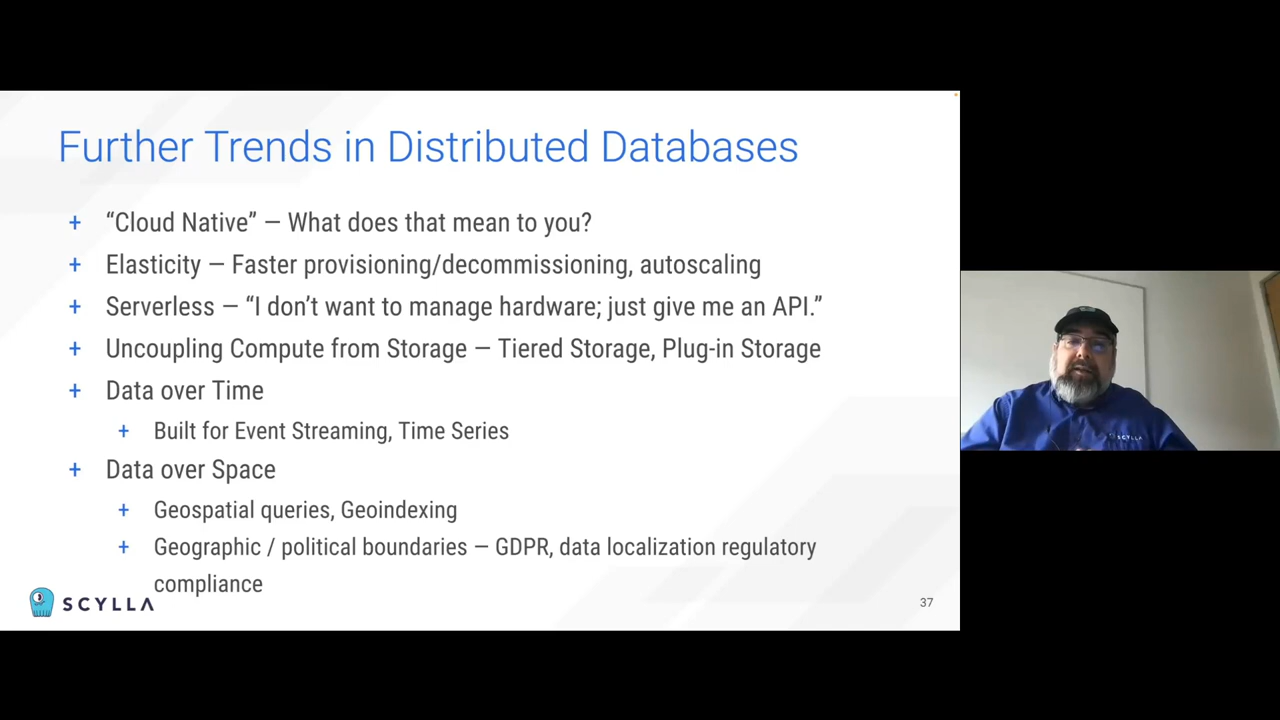 Further Trends in Distributed Databases
+ “Cloud Native” — What does that mean to you?
+ Elasticity — Faster provisioning/decommissioning, autoscaling
+ Serverless — “I don’t want to manage hardware; just give me an API.”
+ Uncoupling Compute from Storage — Tiered Storage, Plug-in Storage
+ Data over Time
+ Built for Event Streaming, Time Series
+ Data over Space
+ Geospatial queries, Geoindexing
+ Geographic / political boundaries — GDPR, data localization regulatory
compliance
SCYLLA
37
SCYLLA